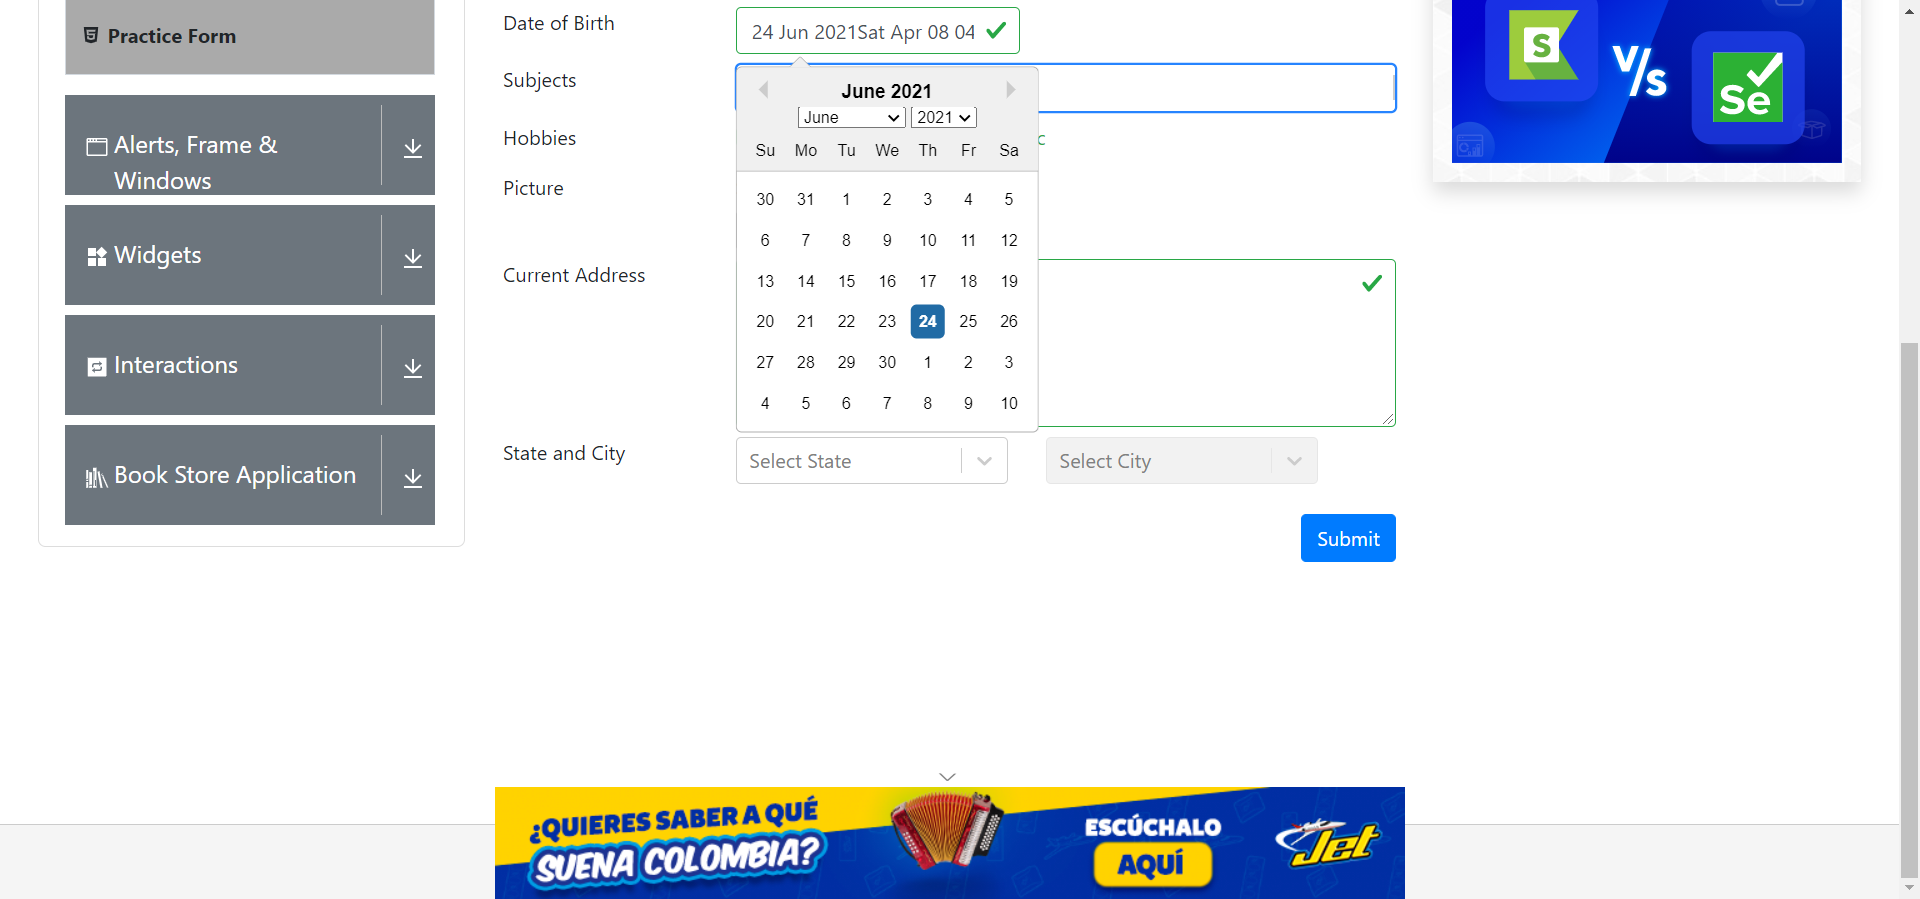 Practice Form
Alerts, Frame &
Windows
Widgets
Interactions
Book Store Application
Date of Birth
24 Jun 2021Sat Apr 08 04
Subjects
Hobbies
c
Picture
Current Address
State and City
June 2021
June
2021
Su Mo Tu We Th Fr Sa
30 31 1 2 3 4 5
6 7 8 9 10 11 12
13 14 15 16 17 18 19
20 21 22 23 24 25 26
27 28 29 30 1 2 3
4 5 6 7 8 9 10
Select State
Select City
Submit
S
V/s
Se
¿QUIERES SABER A QUÉ
SUENA COLOMBIA?
ESCÚCHALO
AQUÍ
Jet